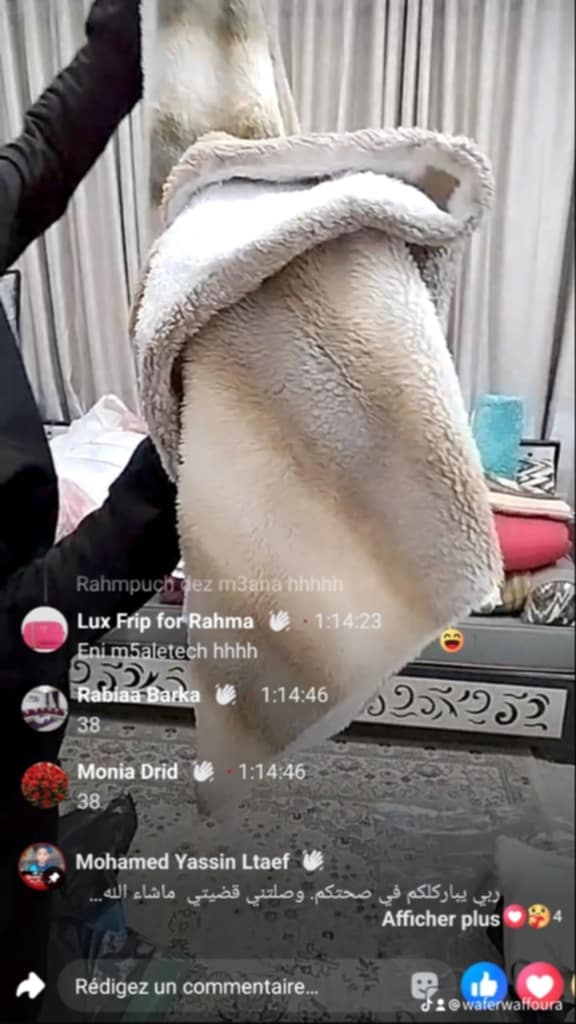 Rahmpuch dez m3ana hhhhh
Lux Frip for Rahma • 1:14:23
Eni m5aletech hhhh
Rabiaa Barka 1:14:46
38
Monia Drid • 1:14:46
38
Mohamed Yassin Ltaef
ربي يباركلكم في صحتكم. وصلتني قضيتي ماشاء الله...
Afficher plus
4
Rédigez un commentaire...
@waferwaffoura